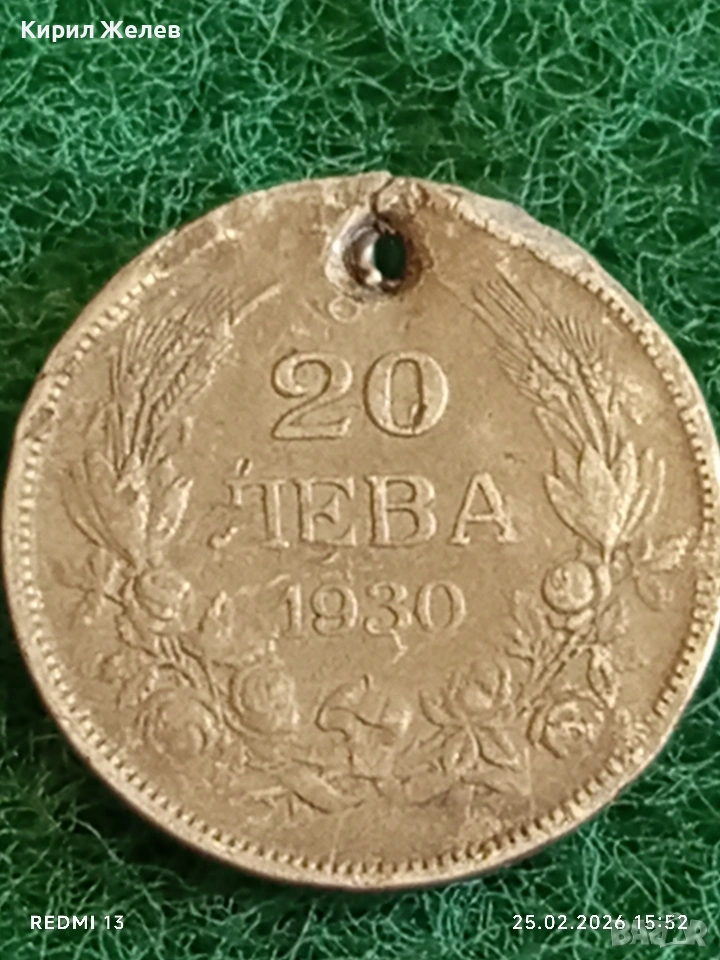 Кирил Желев
20
ЛЕВА
1930
REDMI 13
25.02.2026 15:52